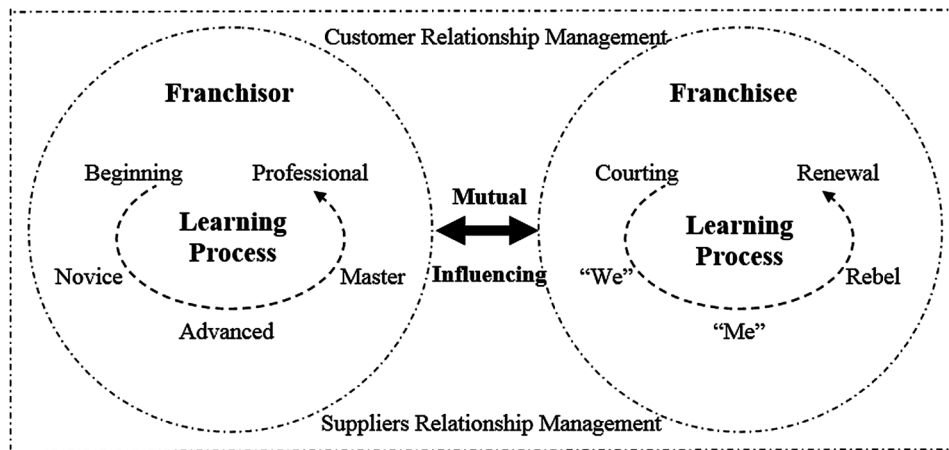 Customer Relationship Management
Franchisor
Franchisee
Beginning
Professional
Learning
Process
Novice
Master
Advanced
Mutual
Influencing
Courting
Renewal
Learning
Process
“We”
Rebel
“Me”
Suppliers Relationship Management